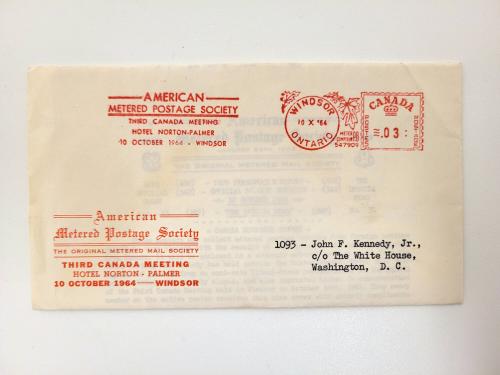 AMERICAN
METERED POSTAGE SOCIETY
THIRD CANADA MEETING
HOTEL NORTON-PALMER
10 OCTOBER 1964 - WINDSOR
WINDSOR
10 X '64
ONTARIO
CANADA
.03
American
Metered Postage Society
THE ORIGINAL METERED MAIL SOCIETY
THIRD CANADA MEETING
HOTEL NORTON - PALMER
10 OCTOBER 1964 — WINDSOR
1093 - John F. Kennedy, Jr.,
c/o The White House,
Washington, D. C.